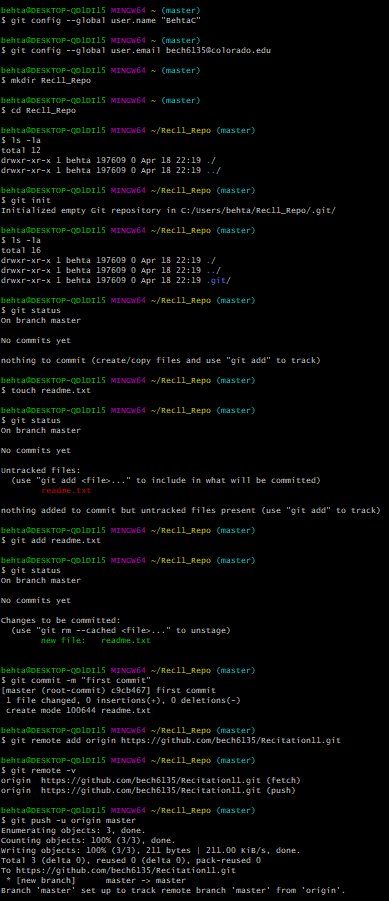 behta@DESKTOP-QDlDIl5 MINGW64 ~ (master)
$ git config --global user.name "BehtaC"
behta@DESKTOP-QDlDIl5 MINGW64 ~ (master)
$ git config --global user.email bech6135@colorado.edu
behta@DESKTOP-QDlDIl5 MINGW64 ~ (master)
$ mkdir Rec11_Repo
behta@DESKTOP-QDlDIl5 MINGW64 ~ (master)
$ cd Rec11_Repo
behta@DESKTOP-QDlDIl5 MINGW64 ~/Rec11_Repo (master)
$ ls -la
total 12
drwxr-xr-x 1 behta 197609 0 Apr 18 22:19 ./
drwxr-xr-x 1 behta 197609 0 Apr 18 22:19 ../
behta@DESKTOP-QDlDIl5 MINGW64 ~/Rec11_Repo (master)
$ git init
Initialized empty Git repository in C:/Users/behta/Rec11_Repo/.git/
behta@DESKTOP-QDlDIl5 MINGW64 ~/Rec11_Repo (master)
$ ls -la
total 16
drwxr-xr-x 1 behta 197609 0 Apr 18 22:19 ./
drwxr-xr-x 1 behta 197609 0 Apr 18 22:19 ../
drwxr-xr-x 1 behta 197609 0 Apr 18 22:19 .git/
behta@DESKTOP-QDlDIl5 MINGW64 ~/Rec11_Repo (master)
$ git status
On branch master
No commits yet
nothing to commit (create/copy files and use "git add" to track)
behta@DESKTOP-QDlDIl5 MINGW64 ~/Rec11_Repo (master)
$ touch readme.txt
behta@DESKTOP-QDlDIl5 MINGW64 ~/Rec11_Repo (master)
$ git status
On branch master
No commits yet
Untracked files:
(use "git add <file>..." to include in what will be committed)
readme.txt
nothing added to commit but untracked files present (use "git add" to track)
behta@DESKTOP-QDlDIl5 MINGW64 ~/Rec11_Repo (master)
$ git add readme.txt
behta@DESKTOP-QDlDIl5 MINGW64 ~/Rec11_Repo (master)
$ git status
On branch master
No commits yet
Changes to be committed:
(use "git rm --cached <file>..." to unstage)
new file: readme.txt
behta@DESKTOP-QDlDIl5 MINGW64 ~/Rec11_Repo (master)
$ git commit -m "first commit"
[master (root-commit) c9cb467] first commit
1 file changed, 0 insertions(+), 0 deletions(-)
create mode 100644 readme.txt
behta@DESKTOP-QDlDIl5 MINGW64 ~/Rec11_Repo (master)
$ git remote add origin https://github.com/bech6135/Recitation11.git
behta@DESKTOP-QDlDIl5 MINGW64 ~/Rec11_Repo (master)
$ git remote -v
origin https://github.com/bech6135/Recitation11.git (fetch)
origin https://github.com/bech6135/Recitation11.git (push)
behta@DESKTOP-QDlDIl5 MINGW64 ~/Rec11_Repo (master)
$ git push -u origin master
Enumerating objects: 3, done.
Counting objects: 100% (3/3), done.
Writing objects: 100% (3/3), 211 bytes | 211.00 KiB/s, done.
Total 3 (delta 0), reused 0 (delta 0), pack-reused 0
To https://github.com/bech6135/Recitation11.git
* [new branch] master -> master
Branch 'master' set up to track remote branch 'master' from 'origin'.